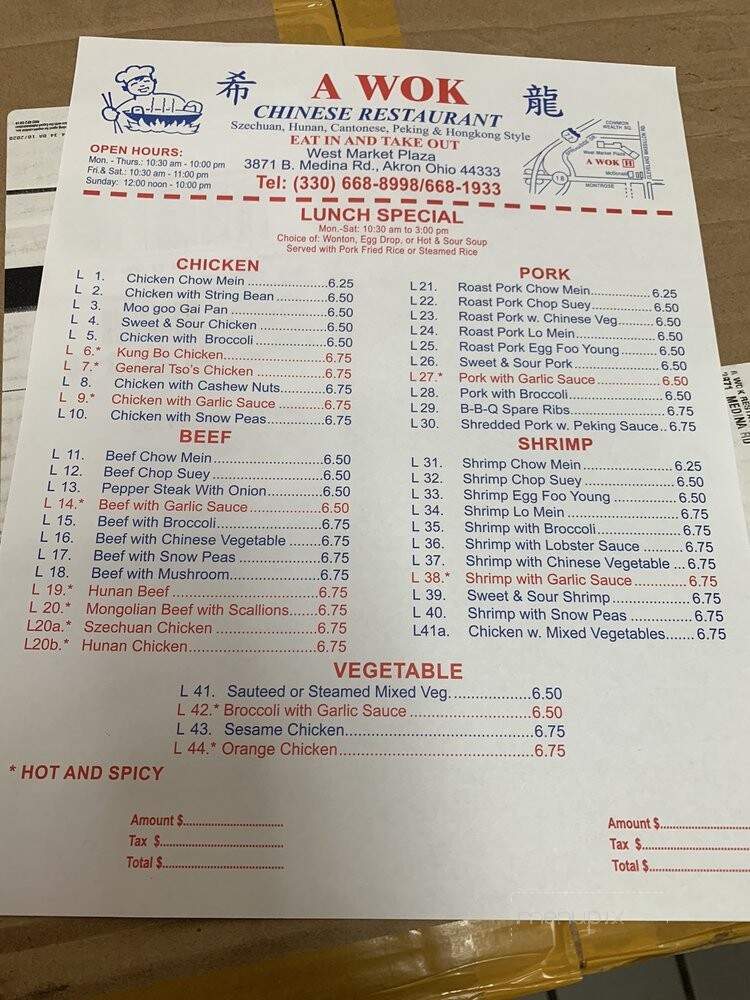 希 A WOK 龍
CHINESE RESTAURANT
Szechuan, Hunan, Cantonese, Peking & Hongkong Style
EAT IN AND TAKE OUT
West Market Plaza
3871 B. Medina Rd., Akron Ohio 44333
Tel: (330) 668-8998/668-1933
OPEN HOURS:
Mon. - Thurs.: 10:30 am - 10:00 pm
Fri.& Sat.: 10:30 am - 11:00 pm
Sunday: 12:00 noon - 10:00 pm
COMMON
WEALTH SQ.
West Market Plaza
A WOK H
McDonald
18
MONTROSE
CLEVELAND MASSILLON RD
LUNCH SPECIAL
Mon.-Sat: 10:30 am to 3:00 pm
Choice of: Wonton, Egg Drop, or Hot & Sour Soup
Served with Pork Fried Rice or Steamed Rice
CHICKEN
L 1. Chicken Chow Mein ....................6.25
L 2. Chicken with String Bean ...............6.50
L 3. Moo goo Gai Pan ........................6.50
L 4. Sweet & Sour Chicken .................6.50
L 5. Chicken with Broccoli ..................6.50
L 6.* Kung Bo Chicken........................6.75
L 7.* General Tso's Chicken .................6.75
L 8. Chicken with Cashew Nuts...........6.75
L 9.* Chicken with Garlic Sauce ...........6.75
L10. Chicken with Snow Peas..............6.75
BEEF
L 11. Beef Chow Mein.........................6.50
L 12. Beef Chop Suey.........................6.50
L 13. Pepper Steak With Onion.............6.50
L 14.* Beef with Garlic Sauce.................6.50
L 15. Beef with Broccoli.......................6.75
L 16. Beef with Chinese Vegetable .......6.75
L 17. Beef with Snow Peas ..................6.75
L 18. Beef with Mushroom...................6.75
L 19.* Hunan Beef ..............................6.75
L 20.* Mongolian Beef with Scallions......6.75
L20a.* Szechuan Chicken .....................6.75
L20b.* Hunan Chicken..........................6.75
PORK
L21. Roast Pork Chow Mein...............6.25
L22. Roast Pork Chop Suey...............6.50
L23. Roast Pork w. Chinese Veg.........6.50
L24. Roast Pork Lo Mein...................6.50
L25. Roast Pork Egg Foo Young .........6.50
L26. Sweet & Sour Pork....................6.50
L27.* Pork with Garlic Sauce ...............6.50
L28. Pork with Broccoli.....................6.50
L29. B-B-Q Spare Ribs.....................6.75
L30. Shredded Pork w. Peking Sauce..6.75
SHRIMP
L 31. Shrimp Chow Mein ....................6.25
L 32. Shrimp Chop Suey ....................6.50
L 33. Shrimp Egg Foo Young ..............6.50
L 34. Shrimp Lo Mein ........................6.75
L 35. Shrimp with Broccoli...................6.75
L 36. Shrimp with Lobster Sauce .........6.75
L 37. Shrimp with Chinese Vegetable ...6.75
L 38.* Shrimp with Garlic Sauce............6.75
L 39. Sweet & Sour Shrimp.................6.75
L 40. Shrimp with Snow Peas .............6.75
L41a. Chicken w. Mixed Vegetables.......6.75
VEGETABLE
L 41. Sauteed or Steamed Mixed Veg. .................6.50
L 42.* Broccoli with Garlic Sauce ...........................6.50
L 43. Sesame Chicken.......................................6.75
L 44.* Orange Chicken........................................6.75
* HOT AND SPICY
Amount $..............................
Tax $..............................
Total $..............................
Amount $..............................
Tax $..............................
Total $..............................
menupix